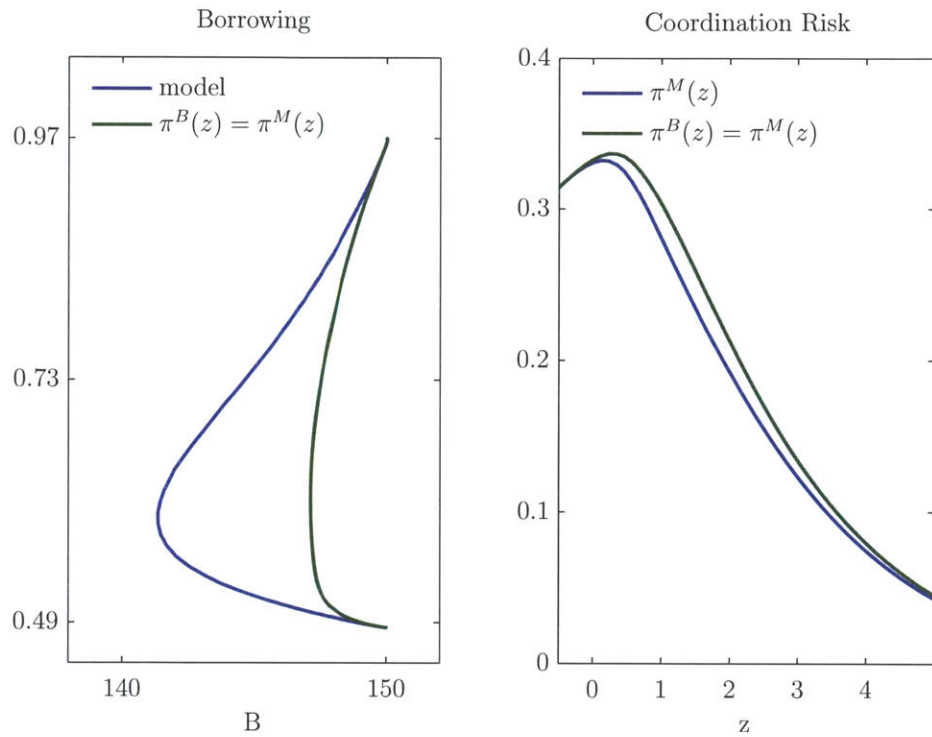 Borrowing
model
π^B(z) = π^M(z)
0.97
0.73
0.49
140
150
B
Coordination Risk
π^M(z)
π^B(z) = π^M(z)
0.4
0.3
0.2
0.1
0
0
1
2
3
4
z